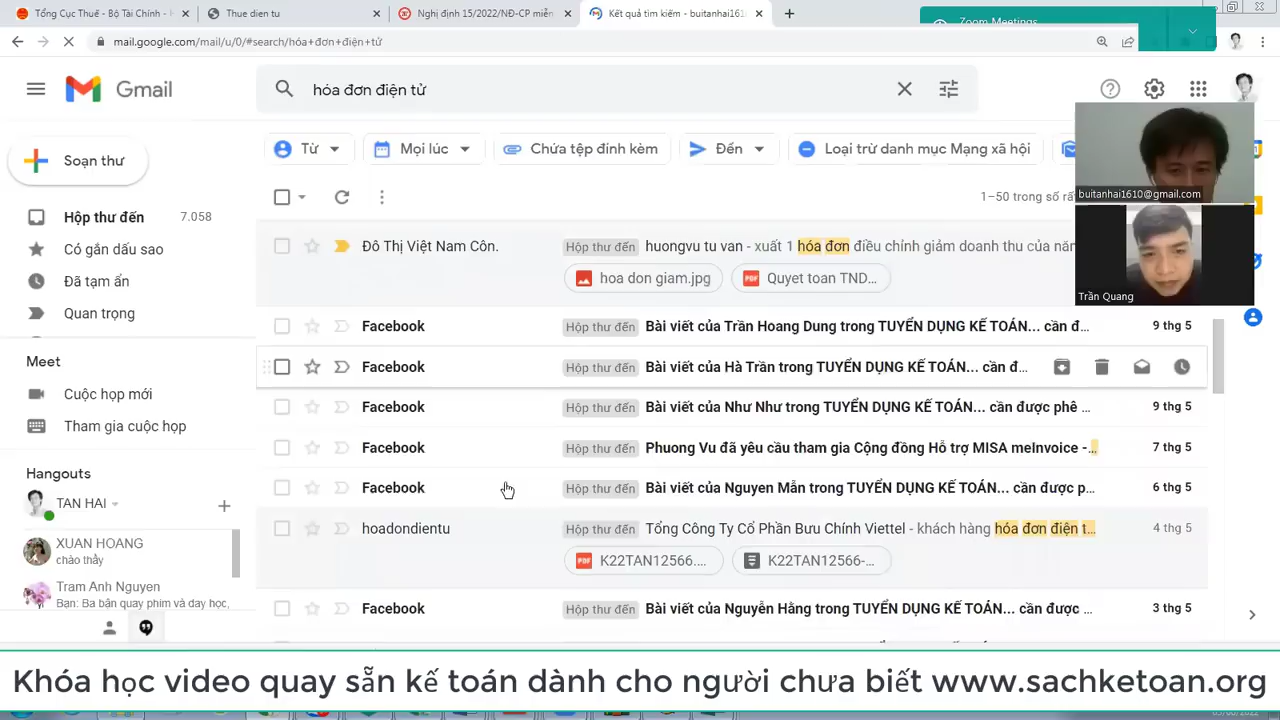 Tổng Cục Thuế - Bộ Tài Chính - H
Thue dien tu
Nghị định 15/2022/NĐ-CP miễn
Kết quả tìm kiếm - buitanhai161
Zoom Meetings
mail.google.com/mail/u/0/#search/hóa+đơn+điện+tử
Gmail
hóa đơn điện tử
Soạn thư
Từ
Mọi lúc
Chứa tệp đính kèm
Đến
Loại trừ danh mục Mạng xã hội
buitanhai1610@gmail.com
1–50 trong số
Hộp thư đến 7.058
Có gắn dấu sao
Đã tạm ẩn
Quan trọng
Đô Thị Việt Nam Côn. Hộp thư đến huongvu tu van - xuất 1 hóa đơn điều chỉnh giảm doanh thu của năm
hoa don giam.jpg
Quyet toan TND...
Trần Quang
Facebook Hộp thư đến Bài viết của Trần Hoang Dung trong TUYỂN DỤNG KẾ TOÁN... cần đ... 9 thg 5
Facebook Hộp thư đến Bài viết của Hà Trần trong TUYỂN DỤNG KẾ TOÁN... cần đ...
Facebook Hộp thư đến Bài viết của Như Như trong TUYỂN DỤNG KẾ TOÁN... cần được phê ... 9 thg 5
Facebook Hộp thư đến Phuong Vu đã yêu cầu tham gia Cộng đồng Hỗ trợ MISA meInvoice -... 7 thg 5
Facebook Hộp thư đến Bài viết của Nguyen Mẫn trong TUYỂN DỤNG KẾ TOÁN... cần được p... 6 thg 5
hoadondientu Hộp thư đến Tổng Công Ty Cổ Phần Bưu Chính Viettel - khách hàng hóa đơn điện t... 4 thg 5
K22TAN12566....
K22TAN12566-...
Facebook Hộp thư đến Bài viết của Nguyễn Hằng trong TUYỂN DỤNG KẾ TOÁN... cần được ... 3 thg 5
Meet
Cuộc họp mới
Tham gia cuộc họp
Hangouts
TAN HAI
XUAN HOANG
chào thầy
Tram Anh Nguyen
Bạn: Ba bận quay phim và dạy học,
Khóa học video quay sẵn kế toán dành cho người chưa biết www.sachketoan.org